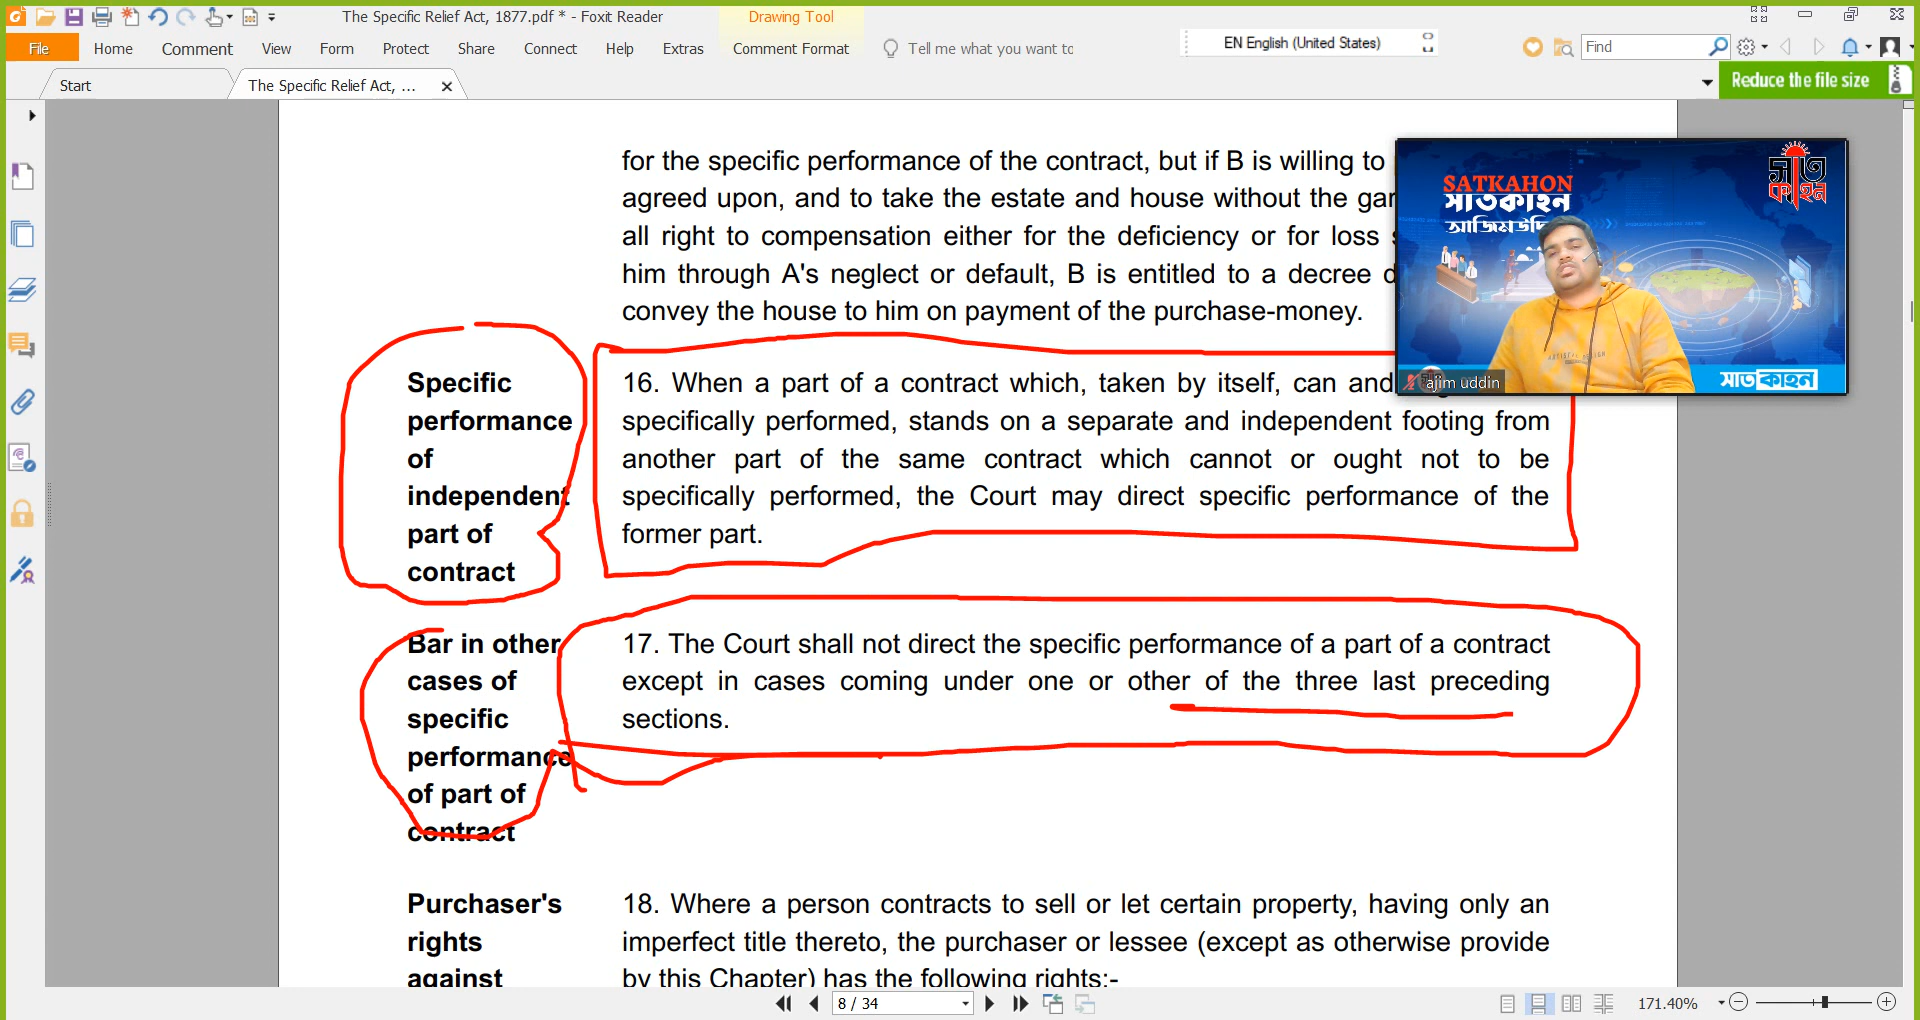 The Specific Relief Act, 1877.pdf * - Foxit Reader
Drawing Tool
File
Home
Comment
View
Form
Protect
Share
Connect
Help
Extras
Comment Format
Tell me what you want to
EN English (United States)
Find
Start
The Specific Relief Act, ...
Reduce the file size
for the specific performance of the contract, but if B is willing to
agreed upon, and to take the estate and house without the gar
all right to compensation either for the deficiency or for loss
him through A's neglect or default, B is entitled to a decree d
convey the house to him on payment of the purchase-money.
SATKAHON
সাতকাহন
সাত
কাহন
ajim uddin
সাতকাহন
Specific
performance
of
independent
part of
contract
16. When a part of a contract which, taken by itself, can and
specifically performed, stands on a separate and independent footing from
another part of the same contract which cannot or ought not to be
specifically performed, the Court may direct specific performance of the
former part.
Bar in other
cases of
specific
performance
of part of
contract
17. The Court shall not direct the specific performance of a part of a contract
except in cases coming under one or other of the three last preceding
sections.
Purchaser's
rights
against
18. Where a person contracts to sell or let certain property, having only an
imperfect title thereto, the purchaser or lessee (except as otherwise provide
by this Chapter) has the following rights:-
8 / 34
171.40%